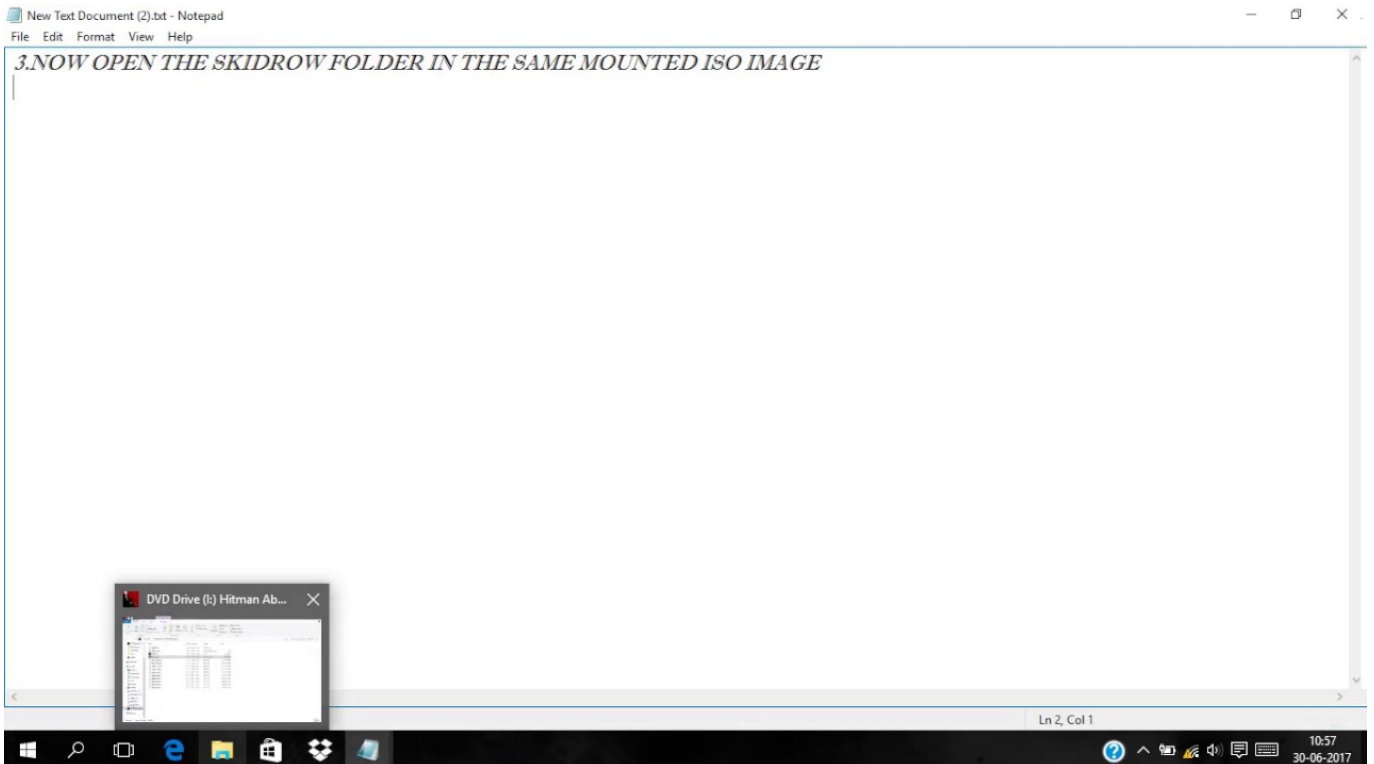 New Text Document (2).txt - Notepad
File Edit Format View Help
3.NOW OPEN THE SKIDROW FOLDER IN THE SAME MOUNTED ISO IMAGE
DVD Drive (I:) Hitman Ab...
Ln 2, Col 1
10:57
30-06-2017